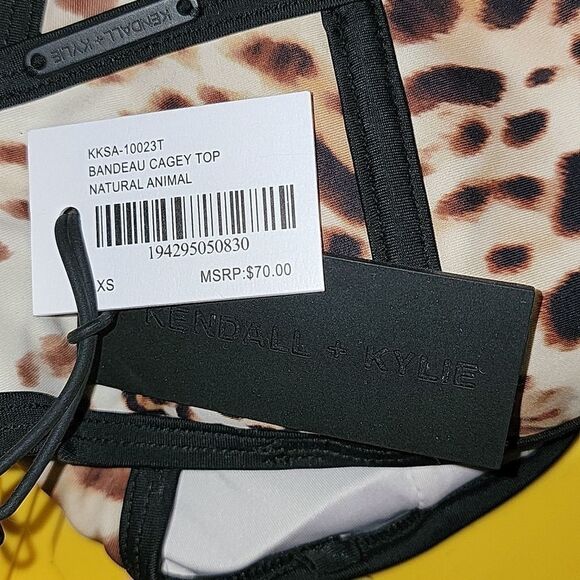 KENDALL + KYLIE
KKSA-10023T
BANDEAU CAGEY TOP
NATURAL ANIMAL
194295050830
XS MSRP:$70.00
KENDALL + KYLIE